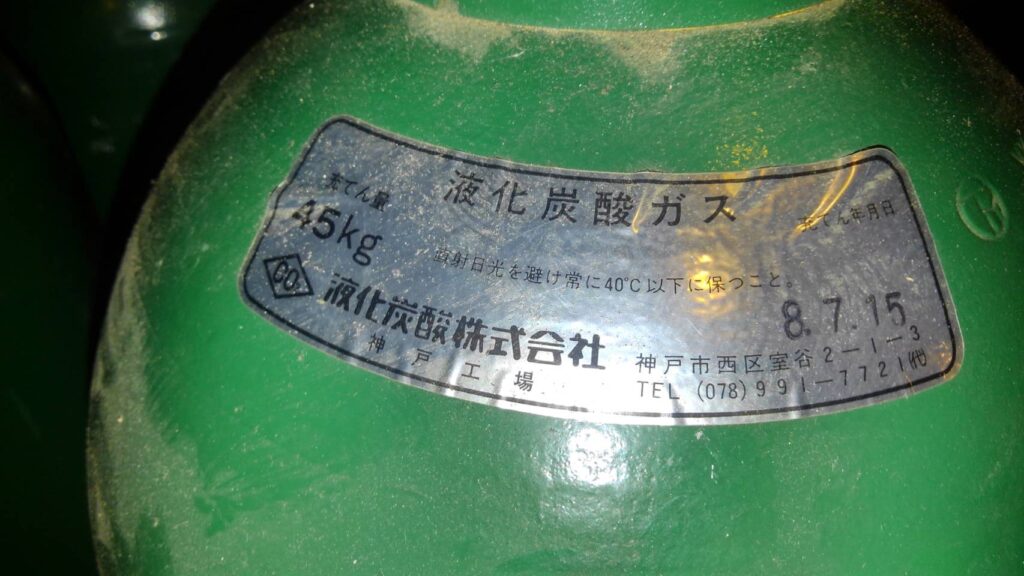 液化炭酸ガス
充てん量
45kg
充てん年月日
直射日光を避け常に40°C以下に保つこと。
8.7.15
CO₂
液化炭酸株式会社
神戸工場
神戸市西区室谷2-1-3
TEL (078)991-7721(代)